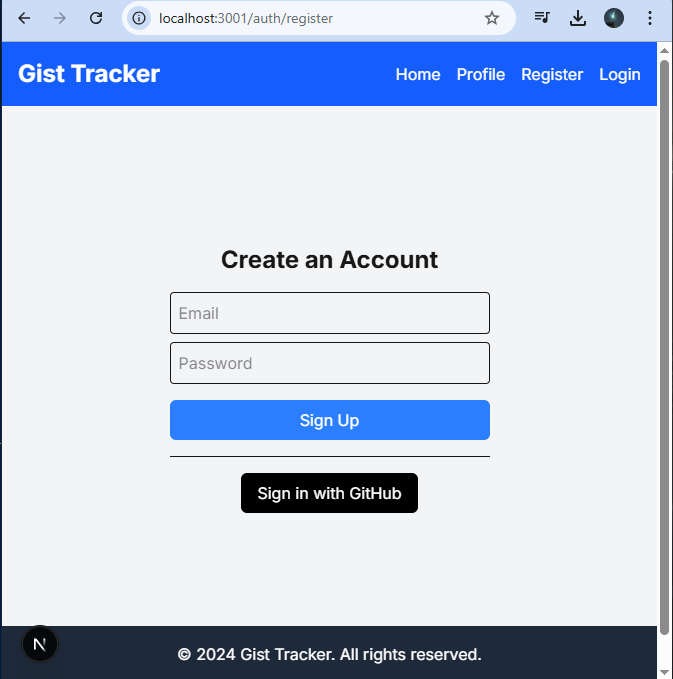 localhost:3001/auth/register
Gist Tracker
Home Profile Register Login
Create an Account
Email
Password
Sign Up
Sign in with GitHub
N
© 2024 Gist Tracker. All rights reserved.